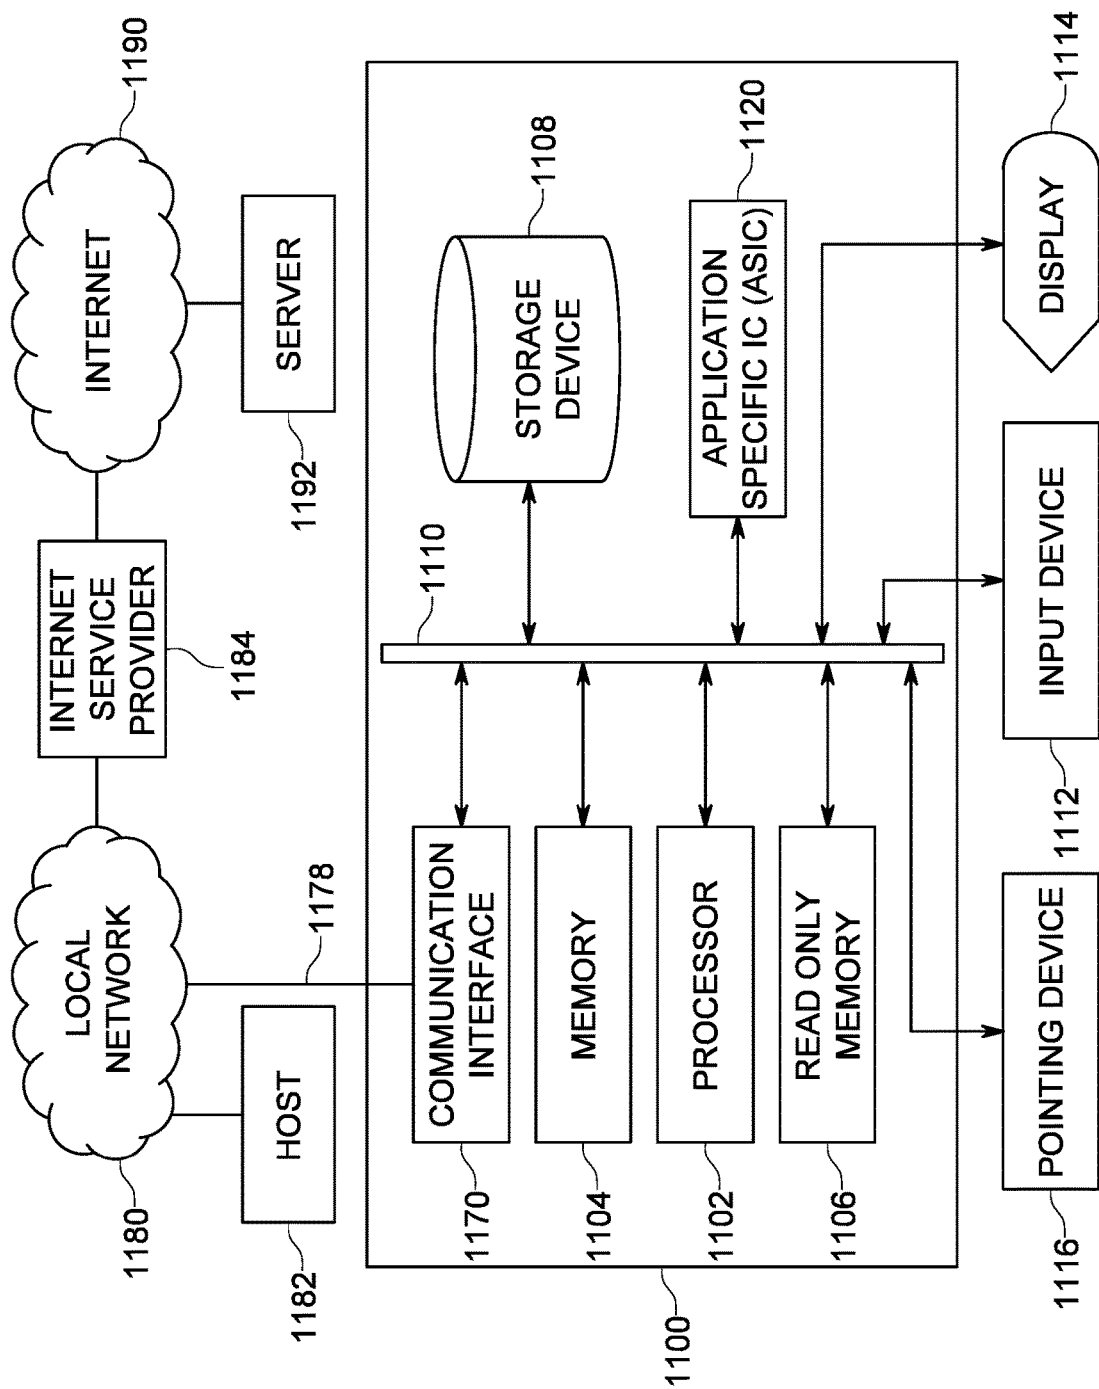 1180
LOCAL
NETWORK
INTERNET
SERVICE
PROVIDER
1184
INTERNET
1190
1182
HOST
1178
1192
SERVER
1100
1170
COMMUNICATION
INTERFACE
1110
STORAGE
DEVICE
1108
1104
MEMORY
1102
PROCESSOR
APPLICATION
SPECIFIC IC (ASIC)
1120
1106
READ ONLY
MEMORY
1116
POINTING DEVICE
1112
INPUT DEVICE
DISPLAY
1114